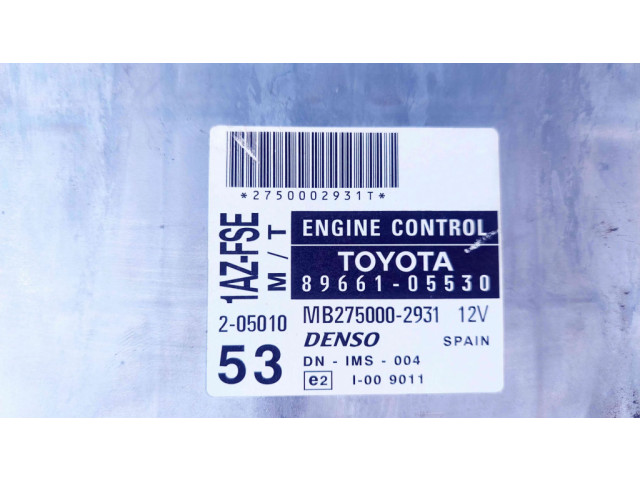 *2750002931T*
1AZ-FSE
M/T
ENGINE CONTROL
TOYOTA
89661-05530
2-05010
MB275000-2931 12V
53
DENSO SPAIN
DN - IMS - 004
e2 I-00 9011